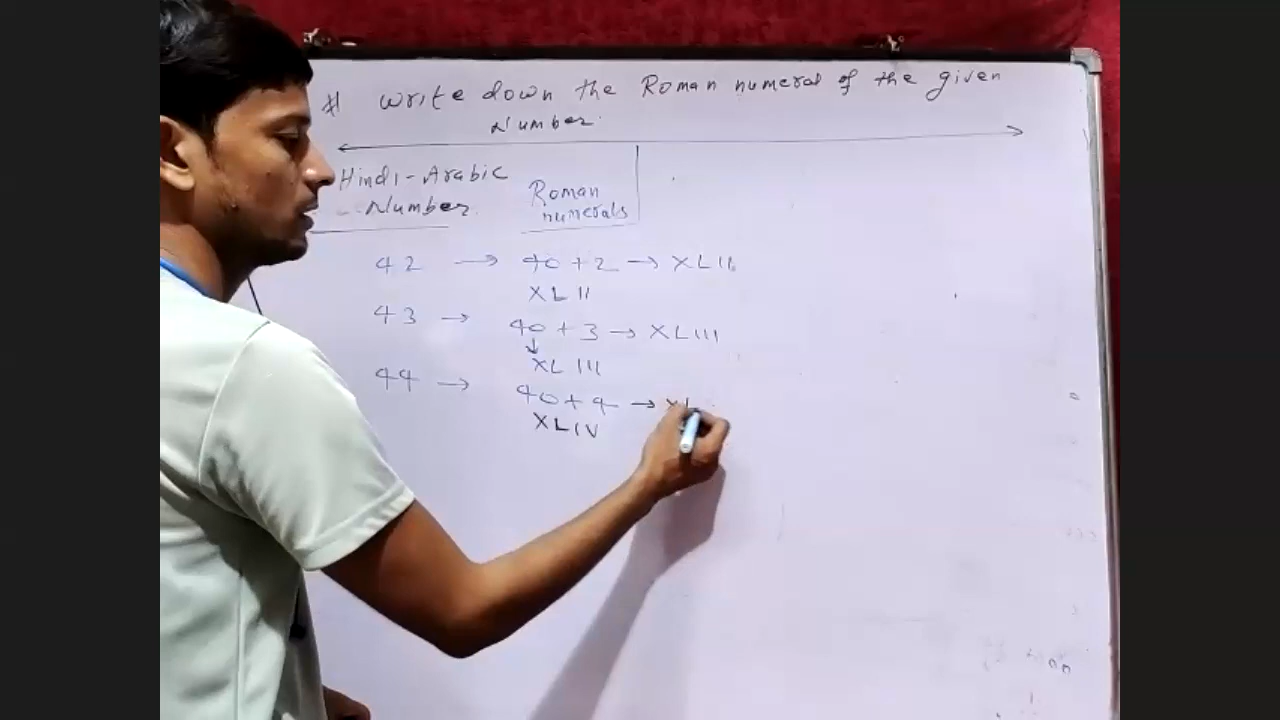 # Write down the Roman numeral of the given
Number.
Hindi-Arabic Number
Roman numerals
42 → 40 + 2 → XLII
XL II
43 → 40 + 3 → XLIII
↓
XL III
44 → 40 + 4 → XL
XLIV